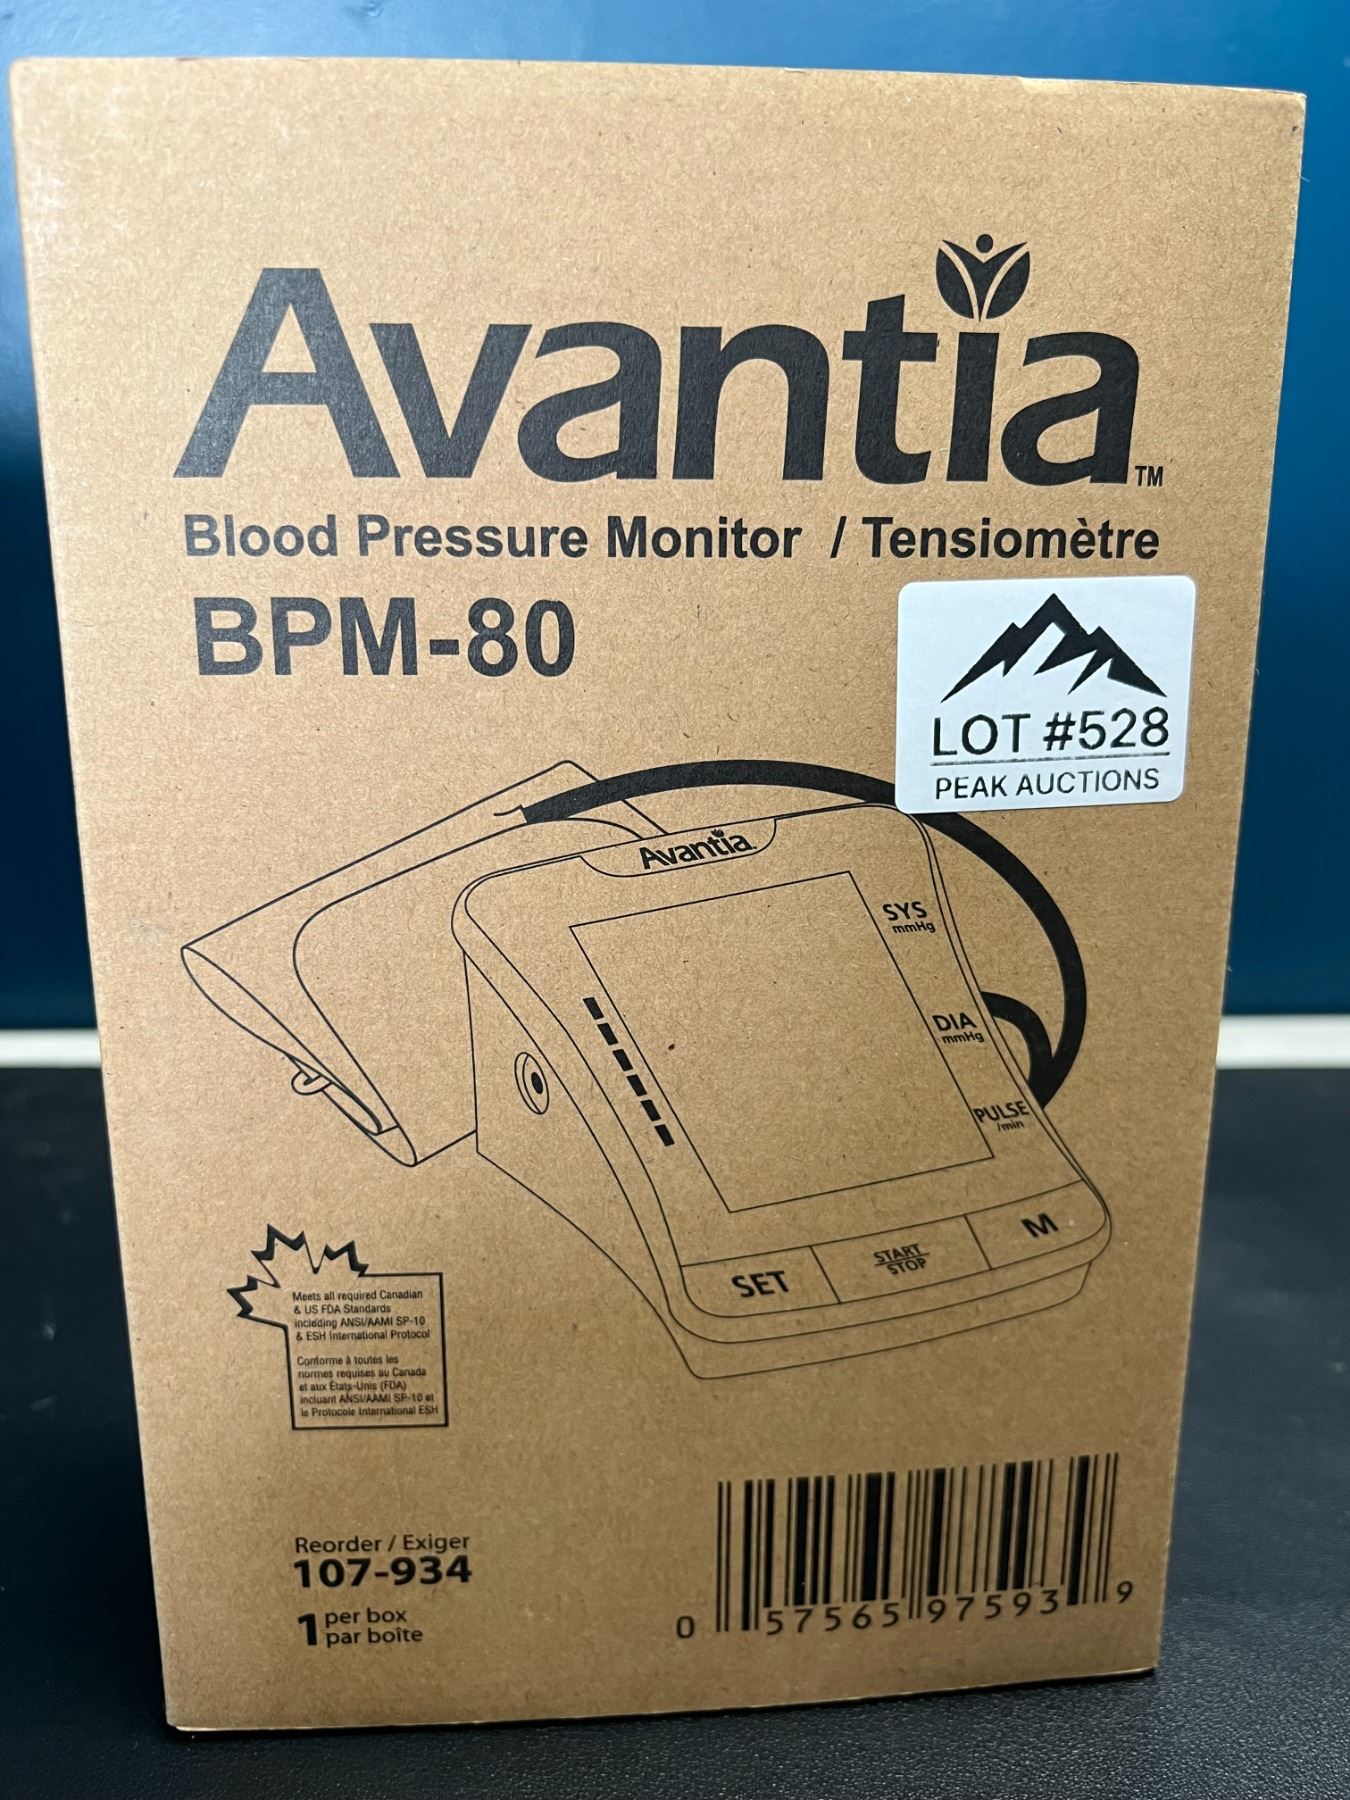 Avantia™
Blood Pressure Monitor / Tensiomètre
BPM-80
LOT #528
PEAK AUCTIONS
Avantia
SYS
mmHg
DIA
mmHg
PULSE
/min
SET
START
STOP
M
Meets all required Canadian
& US FDA Standards
including ANSI/AAMI SP-10
& ESH International Protocol
Conforme à toutes les
normes requises au Canada
et aux États-Unis (FDA)
incluant ANSI/AAMI SP-10 et
le Protocole International ESH
Reorder / Exiger
107-934
1 per box
par boîte
0 57565 97593 9